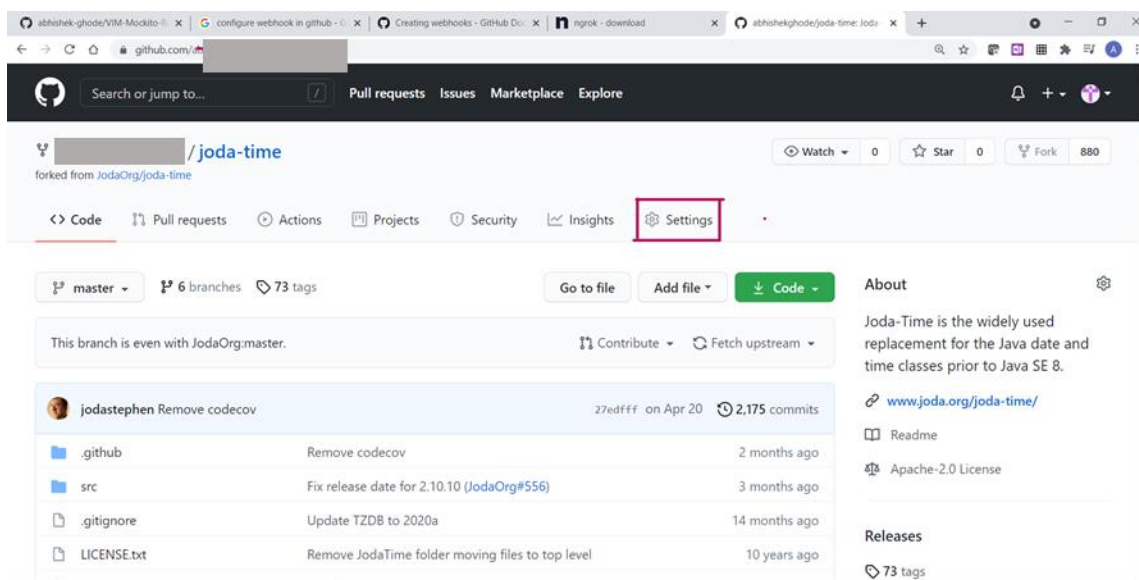 abhishek-ghode/VIM-Mockito-
configure webhook in github - G
Creating webhooks - GitHub Doc
ngrok - download
abhishekghode/joda-time: Joda
github.com/
Search or jump to...
/
Pull requests Issues Marketplace Explore
/ joda-time
Watch 0
Star 0
Fork 880
forked from JodaOrg/joda-time
<> Code
Pull requests
Actions
Projects
Security
Insights
Settings
master
6 branches
73 tags
Go to file
Add file
Code
About
This branch is even with JodaOrg:master.
Contribute
Fetch upstream
Joda-Time is the widely used
replacement for the Java date and
time classes prior to Java SE 8.
jodastephen Remove codecov
27edfff on Apr 20
2,175 commits
www.joda.org/joda-time/
Readme
Apache-2.0 License
.github Remove codecov 2 months ago
src Fix release date for 2.10.10 (JodaOrg#556) 3 months ago
.gitignore Update TZDB to 2020a 14 months ago
LICENSE.txt Remove JodaTime folder moving files to top level 10 years ago
Releases
73 tags